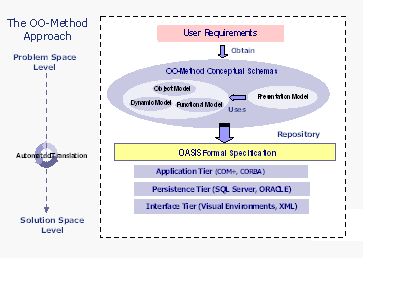 The OO-Method
Approach
Problem Space
Level
Automated Translation
Solution Space
Level
User Requirements
Obtain
OO-Method Conceptual Schemas
Object Model
Dynamic Model
Functional Model
Presentation Model
Uses
Repository
OASIS Formal Specification
Application Tier (COM+, CORBA)
Persistence Tier (SQL Server, ORACLE)
Interface Tier (Visual Environments, XML)